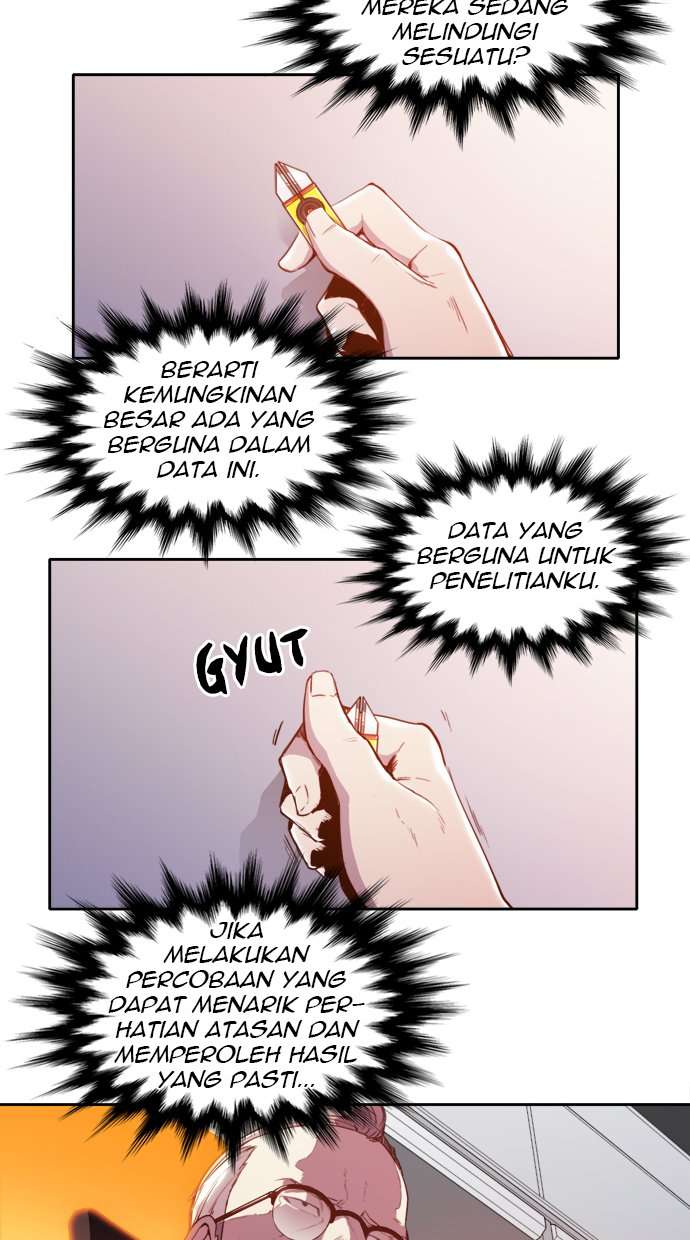 MEREKA SEDANG
MELINDUNGI
SESUATU?
BERARTI
KEMUNGKINAN
BESAR ADA YANG
BERGUNA DALAM
DATA INI.
DATA YANG
BERGUNA UNTUK
PENELITIANKU.
GYUT
JIKA
MELAKUKAN
PERCOBAAN YANG
DAPAT MENARIK PER-
HATIAN ATASAN DAN
MEMPEROLEH HASIL
YANG PASTI...